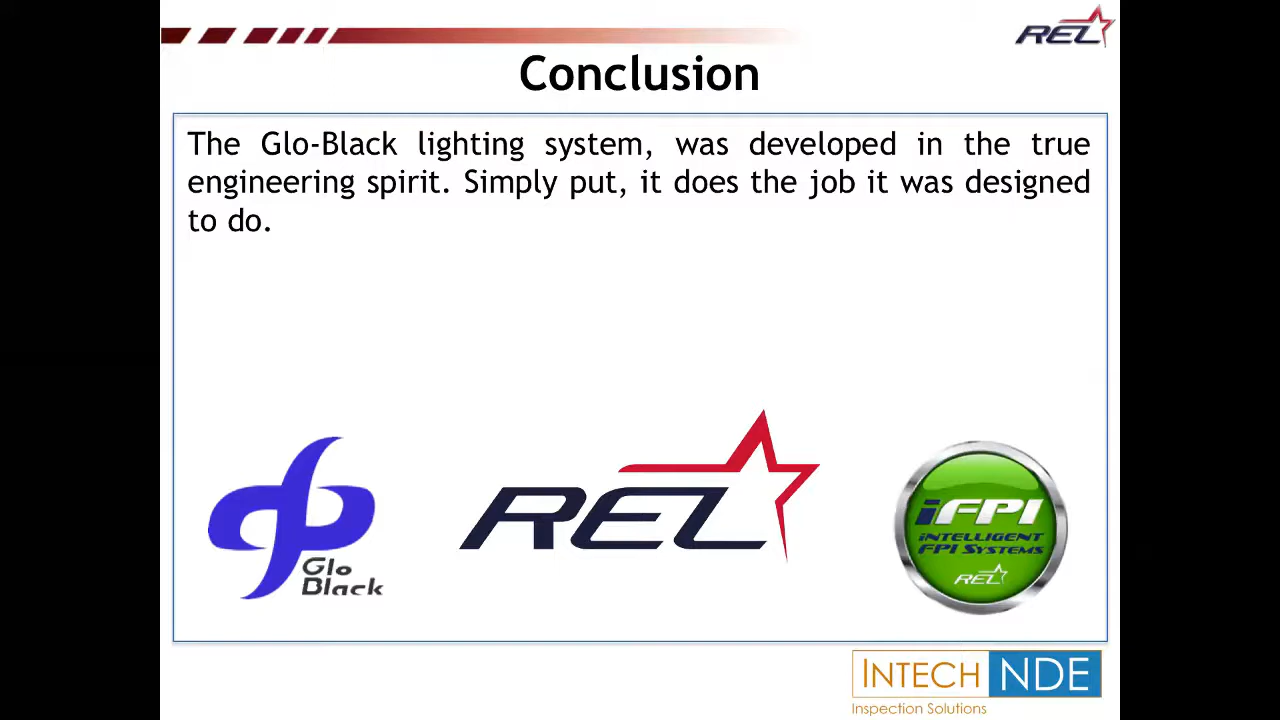 REL
Conclusion
The Glo-Black lighting system, was developed in the true
engineering spirit. Simply put, it does the job it was designed
to do.
Glo
Black
REL
iFPI
iNTELLIGENT
FPI SYSTEMS
REL
INTECH NDE
Inspection Solutions